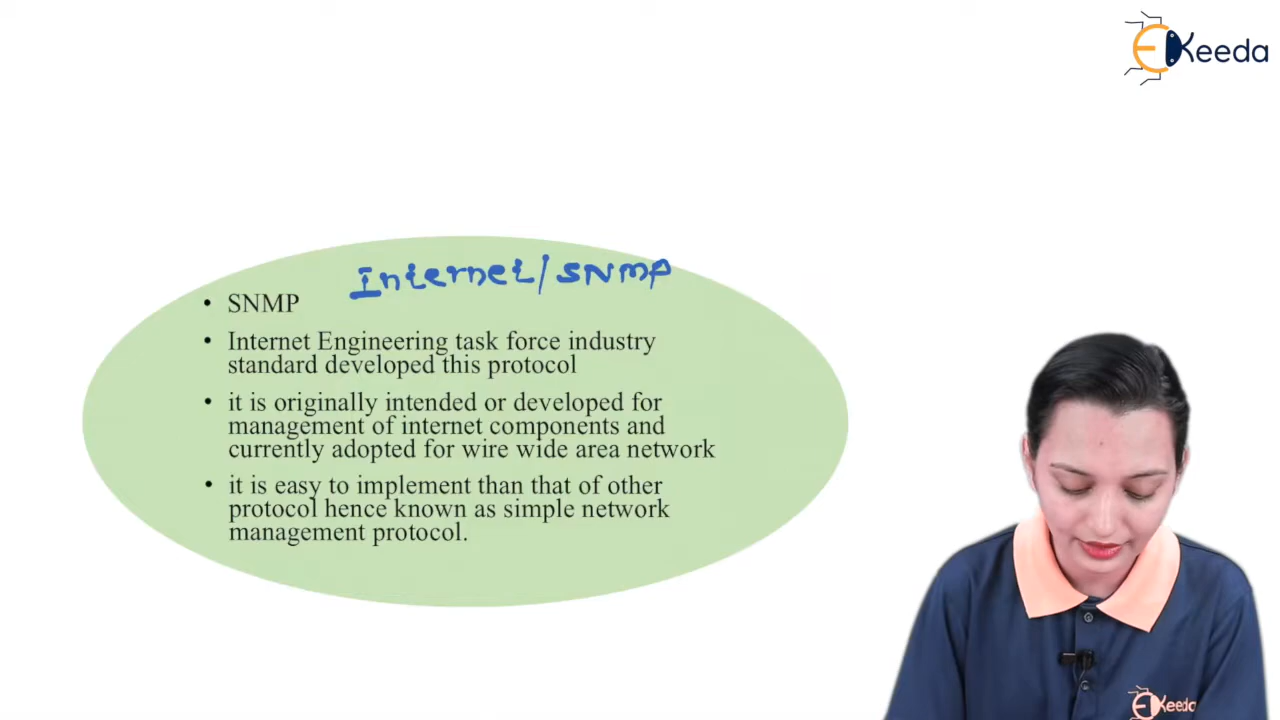 EKeeda
Internet/SNMP
• SNMP
• Internet Engineering task force industry
standard developed this protocol
• it is originally intended or developed for
management of internet components and
currently adopted for wire wide area network
• it is easy to implement than that of other
protocol hence known as simple network
management protocol.
EKeeda